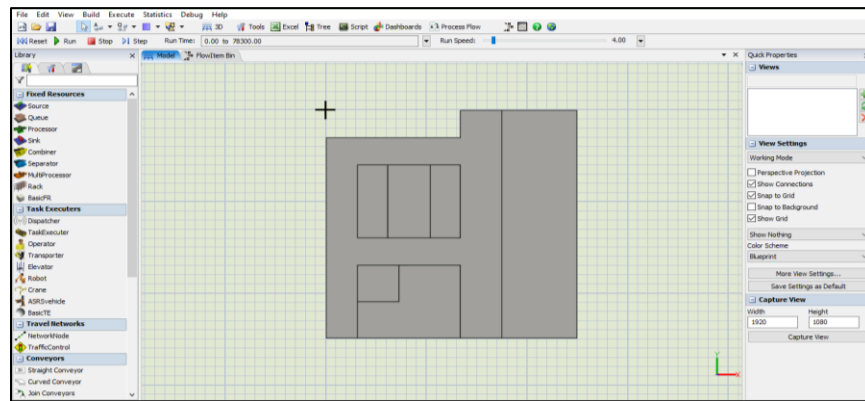 File Edit View Build Execute Statistics Debug Help
3D Tools Excel Tree Script Dashboards Process Flow
Reset Run Stop Step Run Time: 0.00 to 78300.00 Run Speed: 4.00
Library
Model FlowItem Bin
Quick Properties
Views
Fixed Resources
Source
Queue
Processor
Sink
Combiner
Separator
MultiProcessor
Rack
BasicFR
Task Executers
Dispatcher
TaskExecuter
Operator
Transporter
Elevator
Robot
Crane
ASRSvehicle
BasicTE
Travel Networks
NetworkNode
TrafficControl
Conveyors
Straight Conveyor
Curved Conveyor
Join Conveyors
View Settings
Working Mode
Perspective Projection
Show Connections
Snap to Grid
Snap to Background
Show Grid
Show Nothing
Color Scheme
Blueprint
More View Settings...
Save Settings as Default
Capture View
Width Height
1920 1080
Capture View